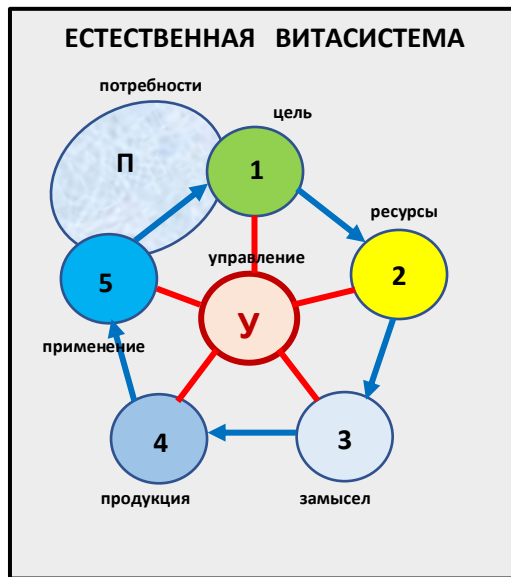 ЕСТЕСТВЕННАЯ ВИТАСИСТЕМА
потребности
цель
П
1
ресурсы
управление
5
2
У
применение
4
3
продукция
замысел